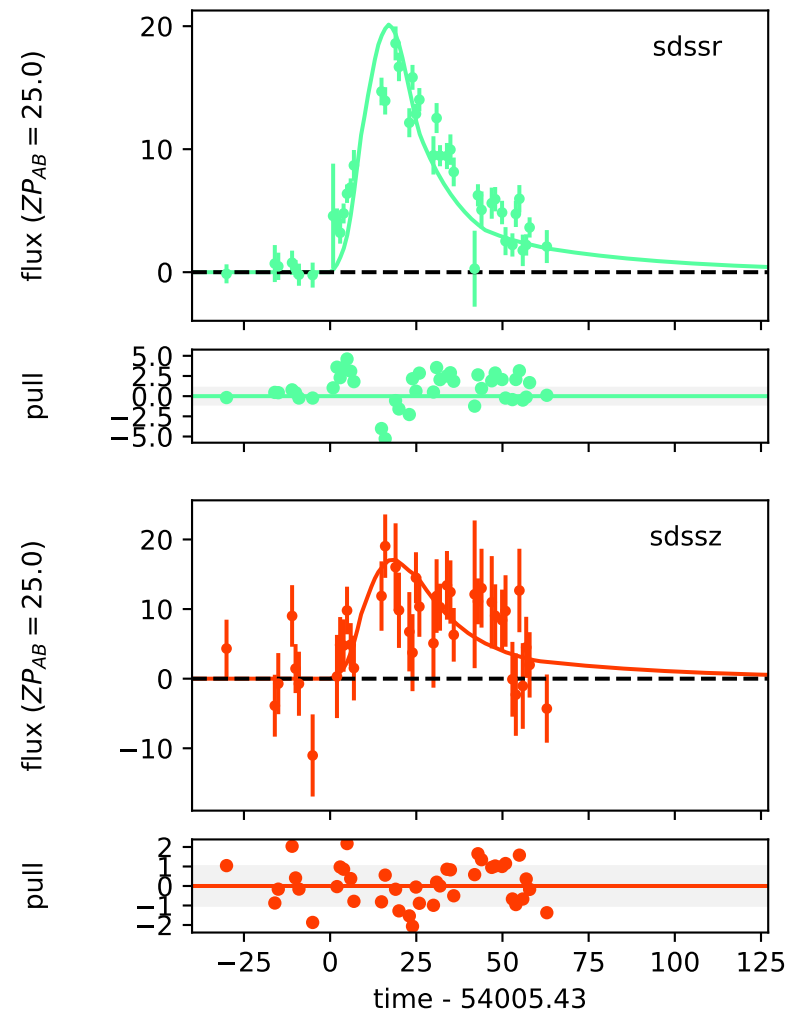 sdssr
flux (ZP_AB = 25.0)
20
10
0
pull
5.0
2.5
0.0
−2.5
−5.0
sdssz
flux (ZP_AB = 25.0)
20
10
0
−10
pull
2
1
0
−1
−2
−25 0 25 50 75 100 125
time - 54005.43